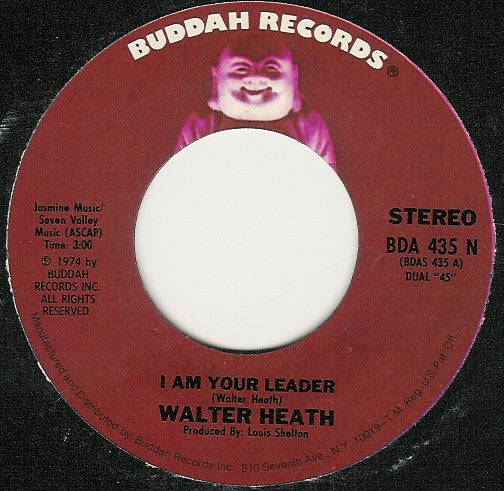 BUDDAH RECORDS®
Jasmine Music/
Seven Valley
Music (ASCAP)
Time: 3:00
℗ 1974 by
BUDDAH
RECORDS INC.
ALL RIGHTS
RESERVED.
STEREO
BDA 435 N
(BDAS 435 A)
DUAL "45"
I AM YOUR LEADER
(Walter Heath)
WALTER HEATH
Produced By: Louis Shelton
Manufactured and Distributed by Buddah Records Inc. 810 Seventh Ave., N.Y. 10019–T.M. Reg. U.S. Pat. Off.